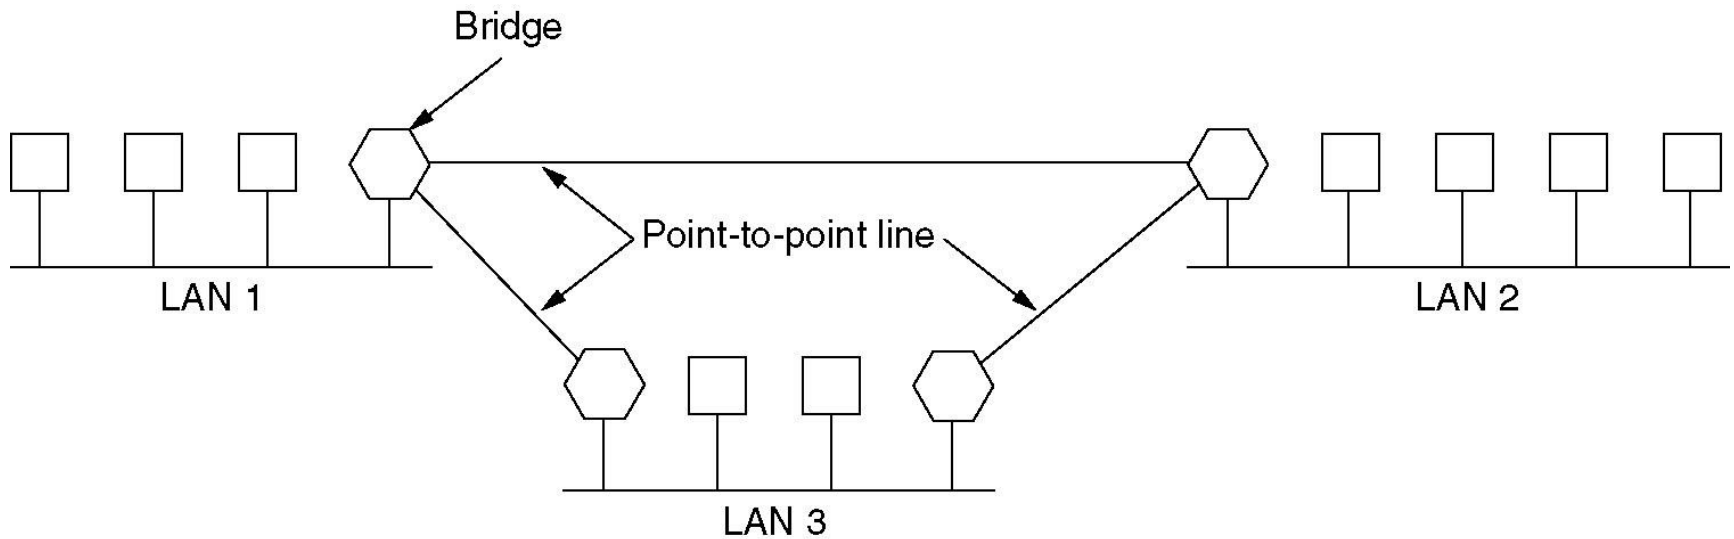 Bridge
Point-to-point line
LAN 1
LAN 2
LAN 3